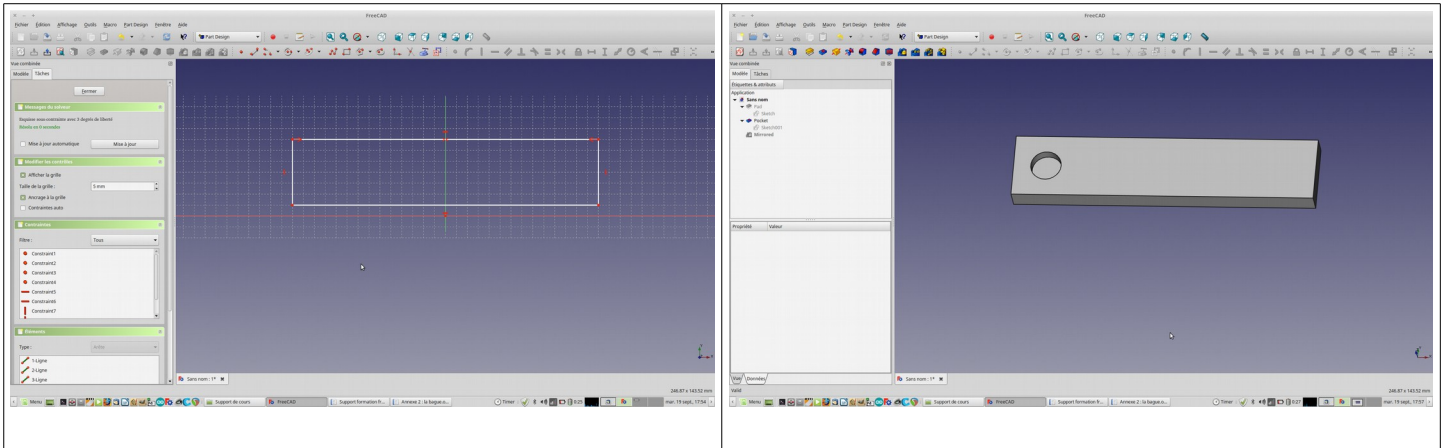 FreeCAD
Fichier Édition Affichage Outils Macro Part Design Fenêtre Aide
Part Design
Vue combinée
Modèle Tâches
Fermer
Messages du solveur
Esquisse sous-contrainte avec 3 degrés de liberté
Résolu en 0 secondes
Mise à jour automatique Mise à jour
Modifier les contrôles
Afficher la grille
Taille de la grille : 5 mm
Ancrage à la grille
Contraintes auto
Contraintes
Filtre : Tous
Constraint1
Constraint2
Constraint3
Constraint4
Constraint5
Constraint6
Constraint7
Éléments
Type : Arête
1-Ligne
2-Ligne
3-Ligne
Sans nom : 1*
246.87 x 143.52 mm
Menu Support de cours FreeCAD Support formation fr... Annexe 2 : la bague o... Timer 0:25 mar. 19 sept., 17:54
FreeCAD
Fichier Édition Affichage Outils Macro Part Design Fenêtre Aide
Part Design
Vue combinée
Modèle Tâches
Étiquettes & attributs
Application
Sans nom
Pad
Sketch
Pocket
Sketch001
Mirrored
Propriété Valeur
Vue Données
Sans nom : 1*
Valid
246.87 x 143.52 mm
Menu Support de cours FreeCAD Support formation fr... Annexe 2 : la bague o... Timer 0:27 mar. 19 sept., 17:57